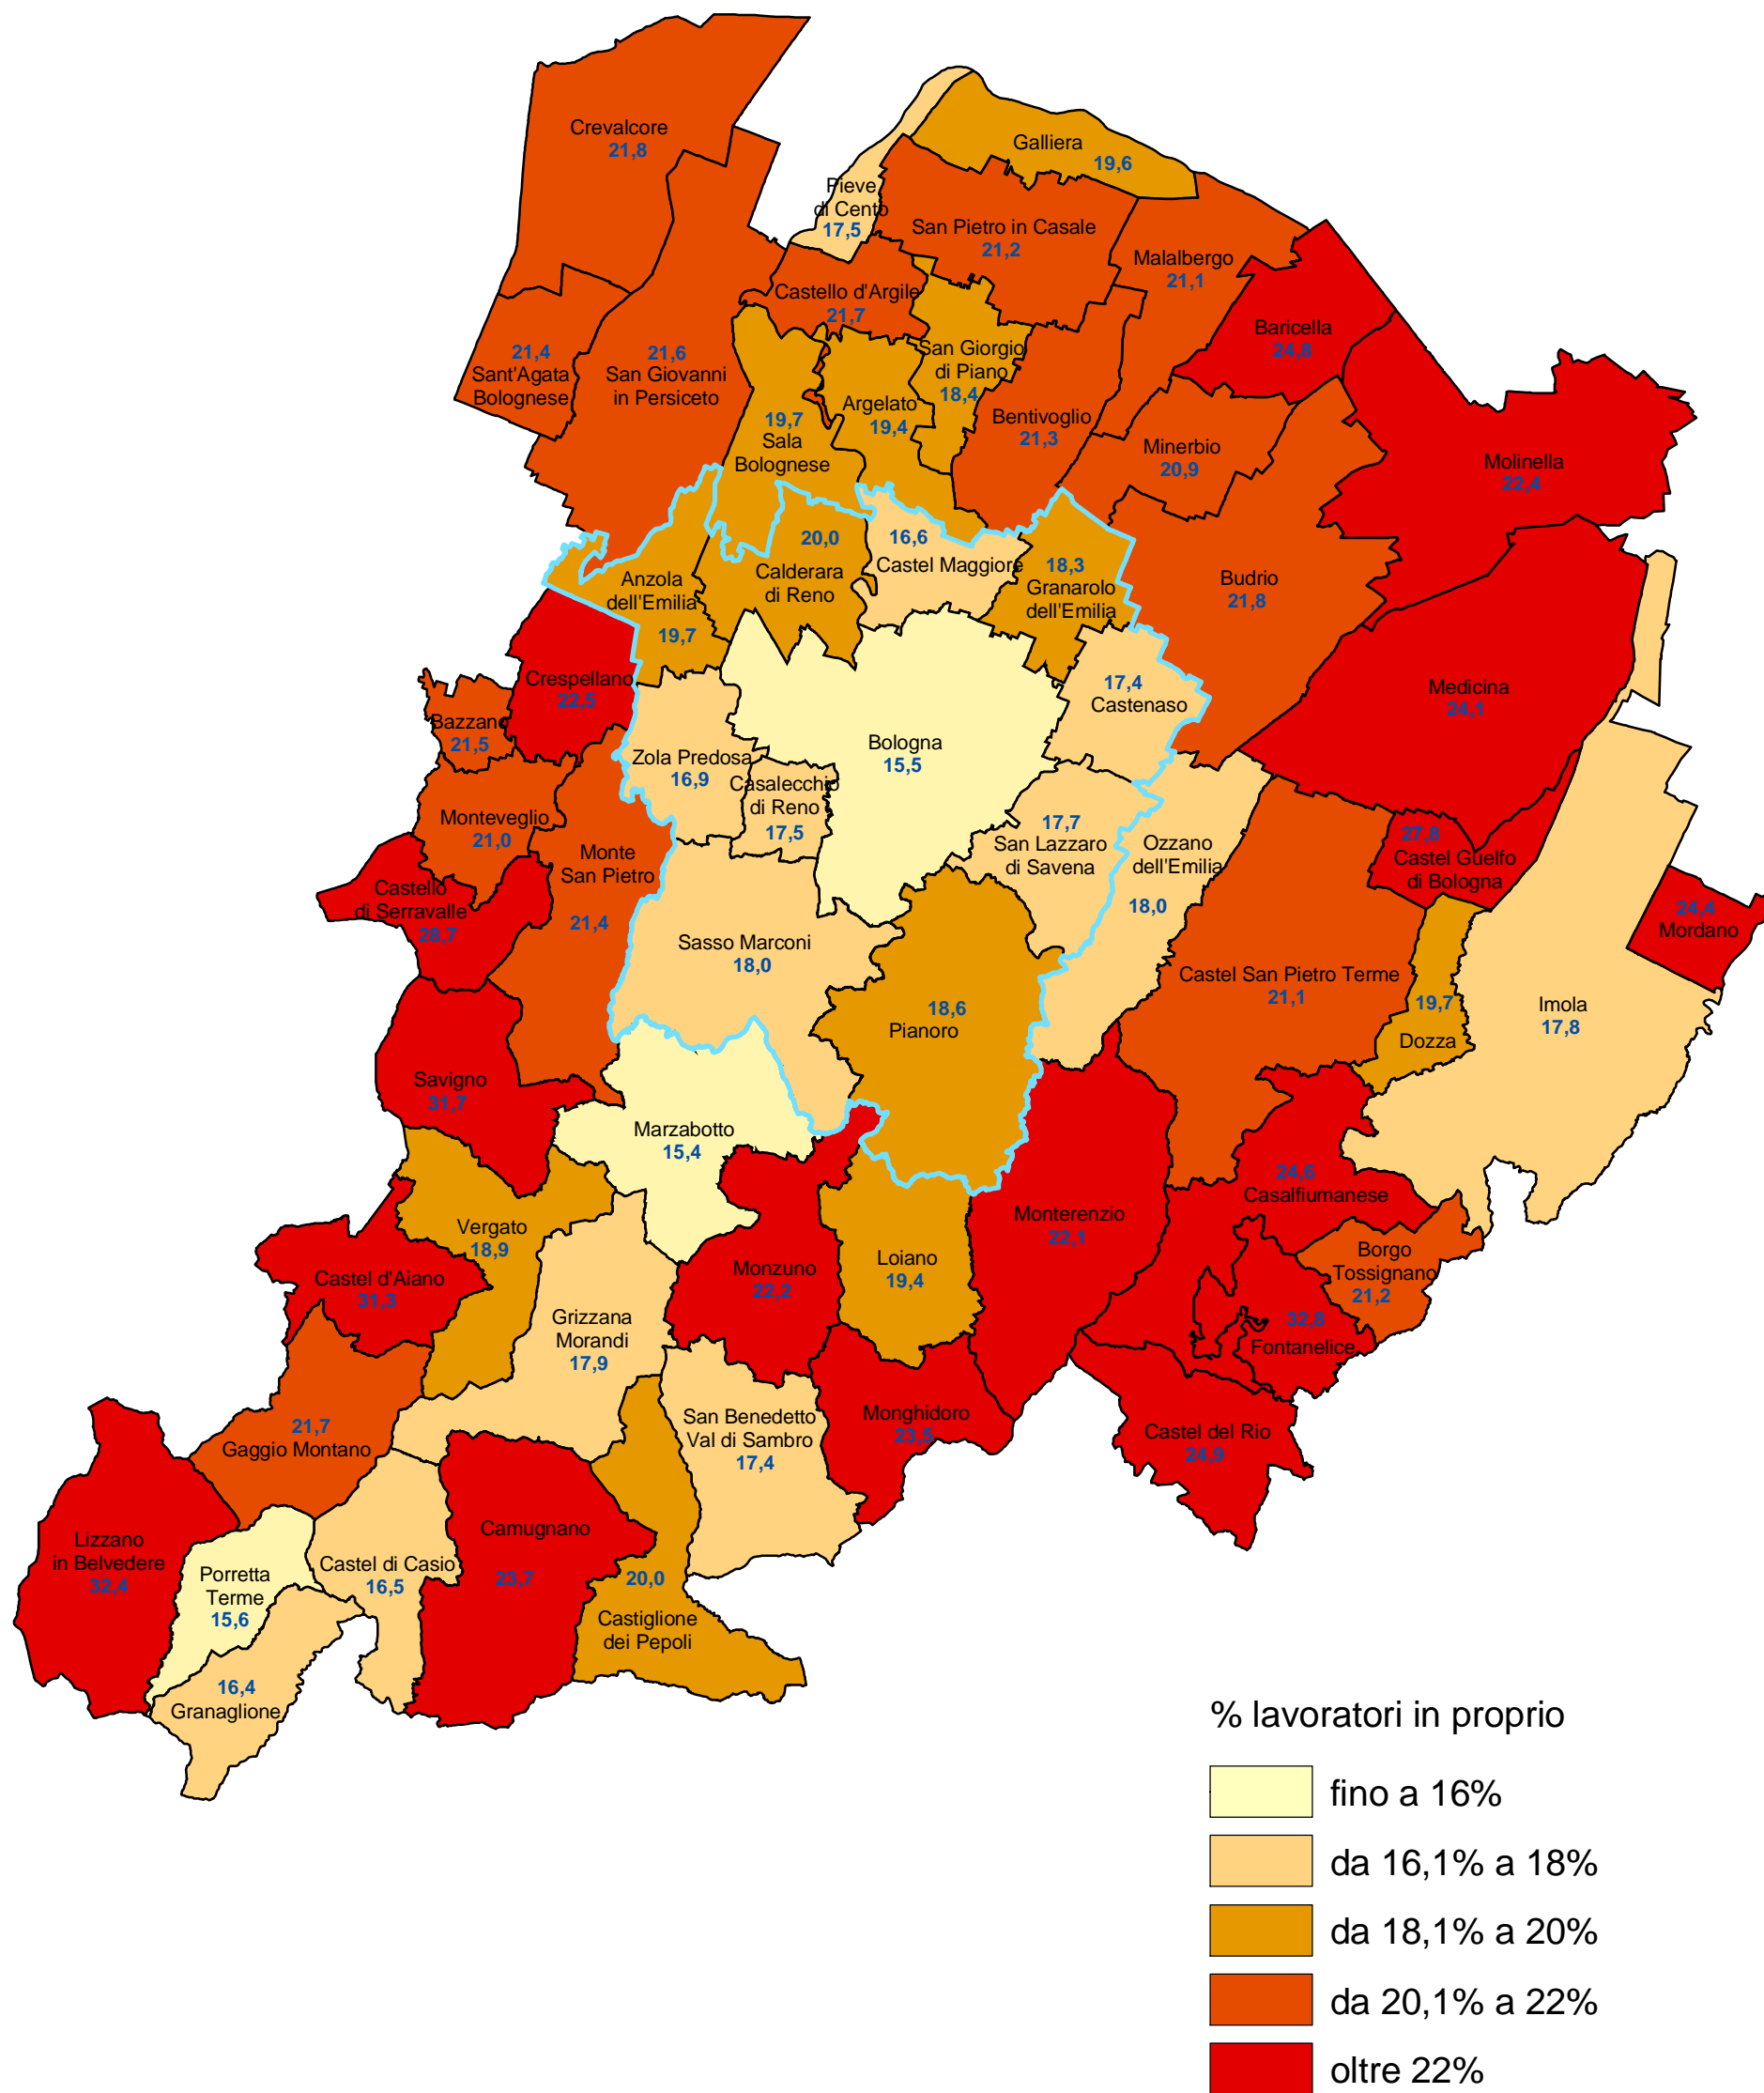 Crevalcore
21,8
Galliera
19,6
Pieve
di Cento
17,5
San Pietro in Casale
21,2
Malalbergo
21,1
Castello d'Argile
21,7
Baricella
24,8
21,4
Sant'Agata
Bolognese
21,6
San Giovanni
in Persiceto
San Giorgio
di Piano
18,4
Argelato
19,4
19,7
Sala
Bolognese
Bentivoglio
21,3
Minerbio
20,9
Molinella
22,4
20,0
Calderara
di Reno
16,6
Castel Maggiore
18,3
Granarolo
dell'Emilia
Anzola
dell'Emilia
19,7
Budrio
21,8
Crespellano
22,5
17,4
Castenaso
Medicina
24,1
Bazzano
21,5
Zola Predosa
16,9
Bologna
15,5
Casalecchio
di Reno
17,5
Monteveglio
21,0
Monte
San Pietro
21,4
17,7
San Lazzaro
di Savena
Ozzano
dell'Emilia
18,0
27,8
Castel Guelfo
di Bologna
Castello
di Serravalle
28,7
24,4
Mordano
Sasso Marconi
18,0
Castel San Pietro Terme
21,1
19,7
Dozza
Imola
17,8
18,6
Pianoro
Savigno
31,7
Marzabotto
15,4
24,6
Casalfiumanese
Vergato
18,9
Monterenzio
22,1
Castel d'Aiano
31,3
Monzuno
22,2
Loiano
19,4
Borgo
Tossignano
21,2
Grizzana
Morandi
17,9
32,8
Fontanelice
21,7
Gaggio Montano
San Benedetto
Val di Sambro
17,4
Monghidoro
23,5
Castel del Rio
24,9
Lizzano
in Belvedere
32,4
Porretta
Terme
15,6
Castel di Casio
16,5
Camugnano
23,7
20,0
Castiglione
dei Pepoli
16,4
Granaglione
% lavoratori in proprio
fino a 16%
da 16,1% a 18%
da 18,1% a 20%
da 20,1% a 22%
oltre 22%